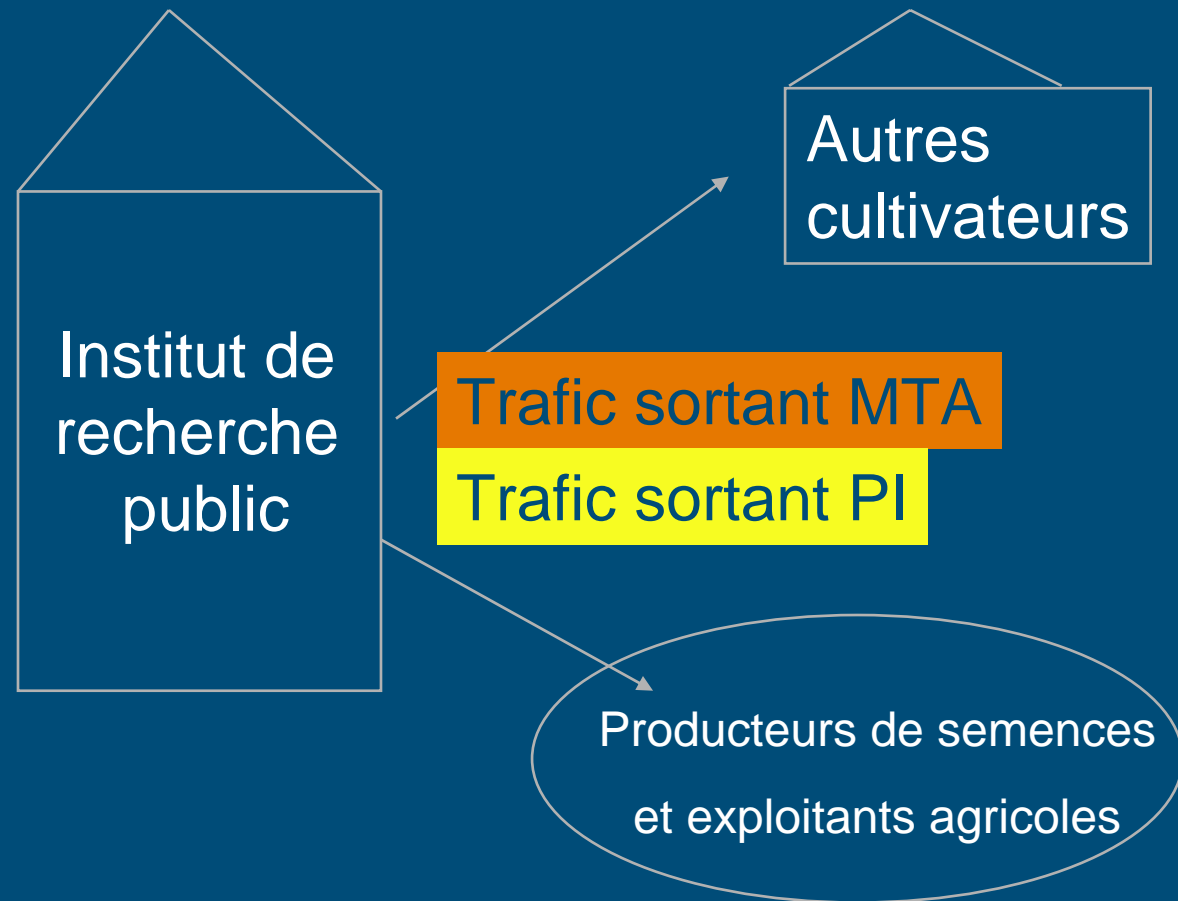 Institut de
recherche
public
Autres
cultivateurs
Trafic sortant MTA
Trafic sortant PI
Producteurs de semences
et exploitants agricoles